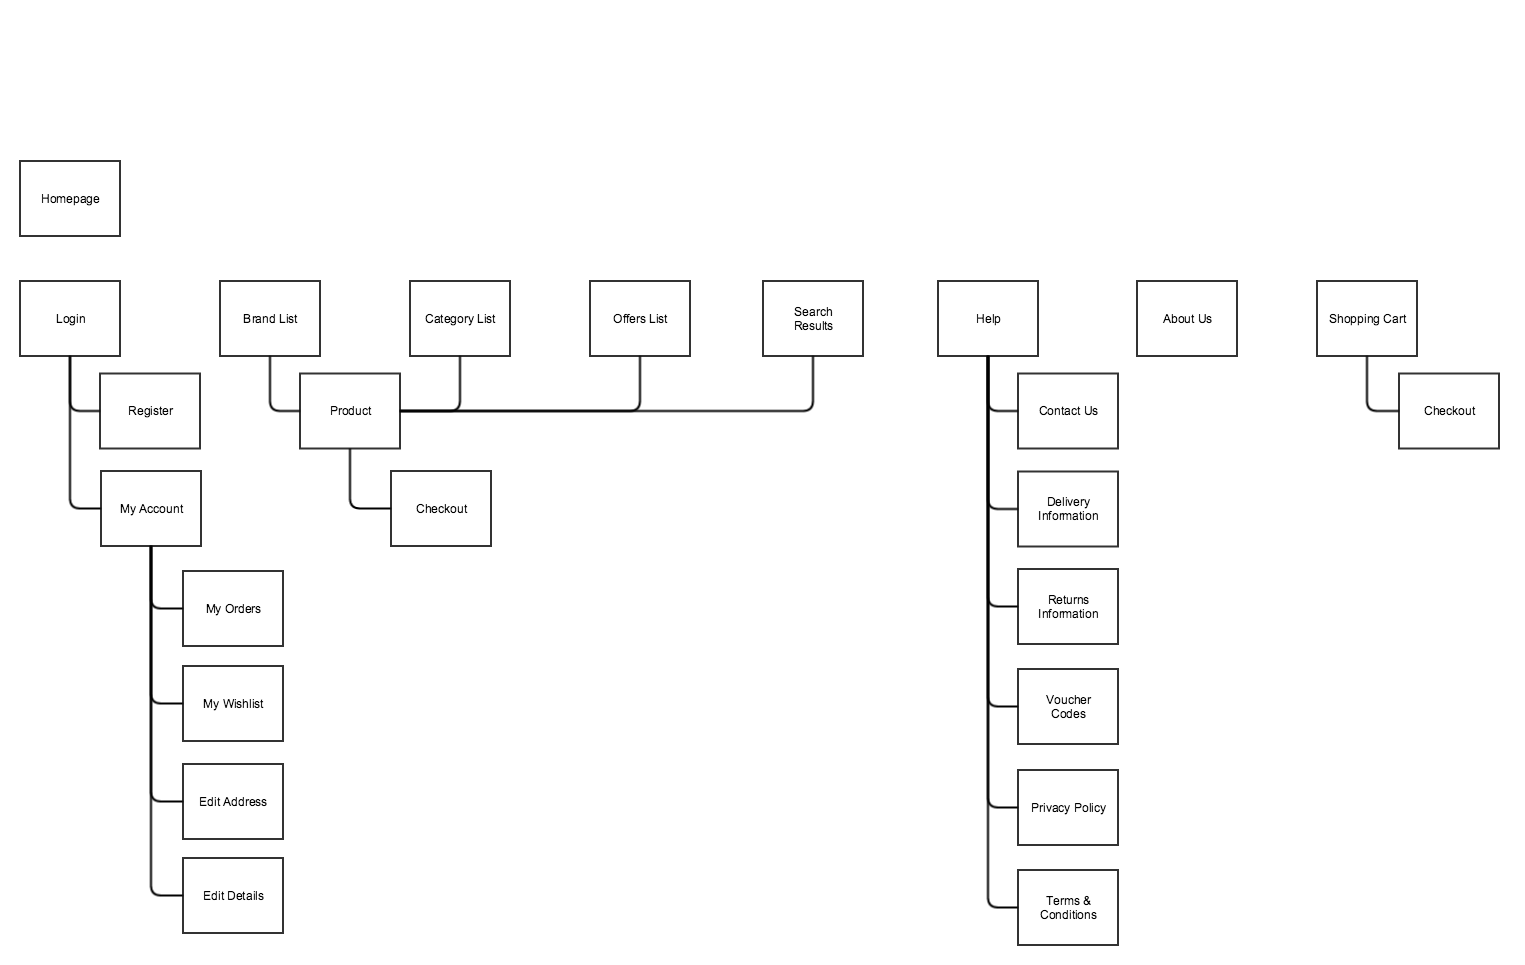 Homepage
Login
Brand List
Category List
Offers List
Search
Results
Help
About Us
Shopping Cart
Register
Product
Contact Us
Checkout
My Account
Checkout
Delivery
Information
My Orders
Returns
Information
My Wishlist
Voucher
Codes
Edit Address
Privacy Policy
Edit Details
Terms &
Conditions